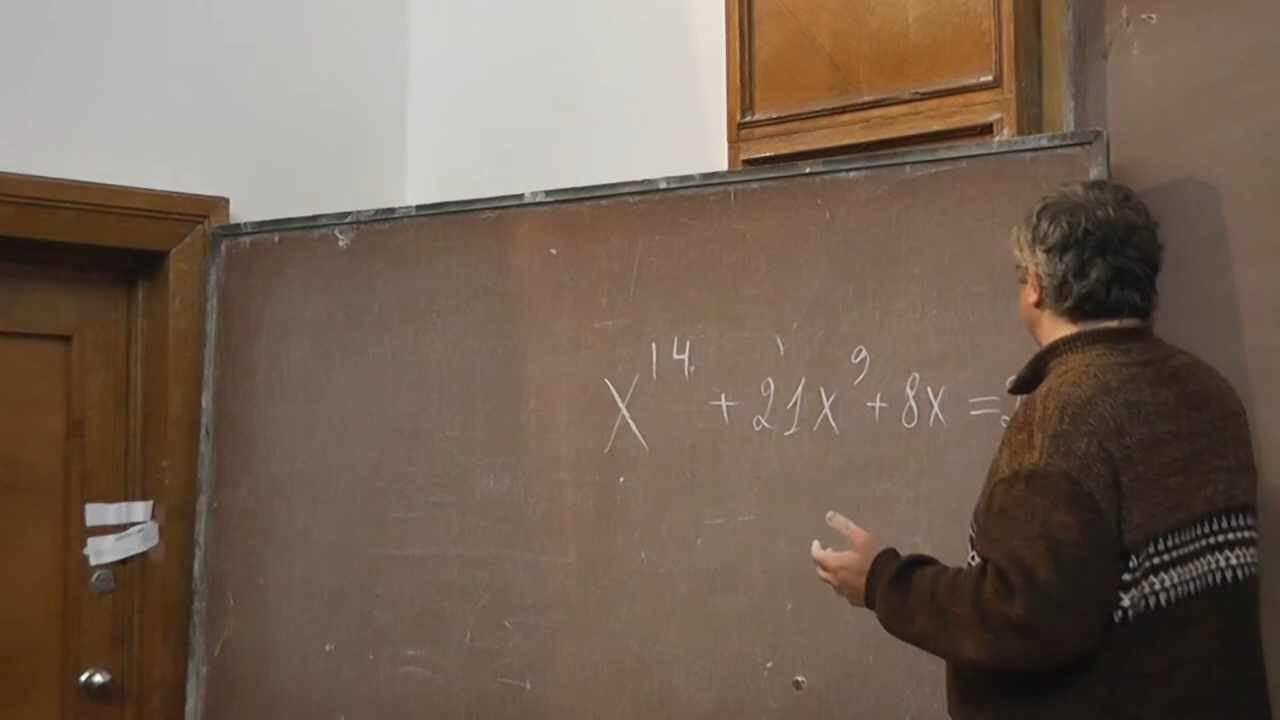 x¹⁴ + 21x⁹ + 8x =